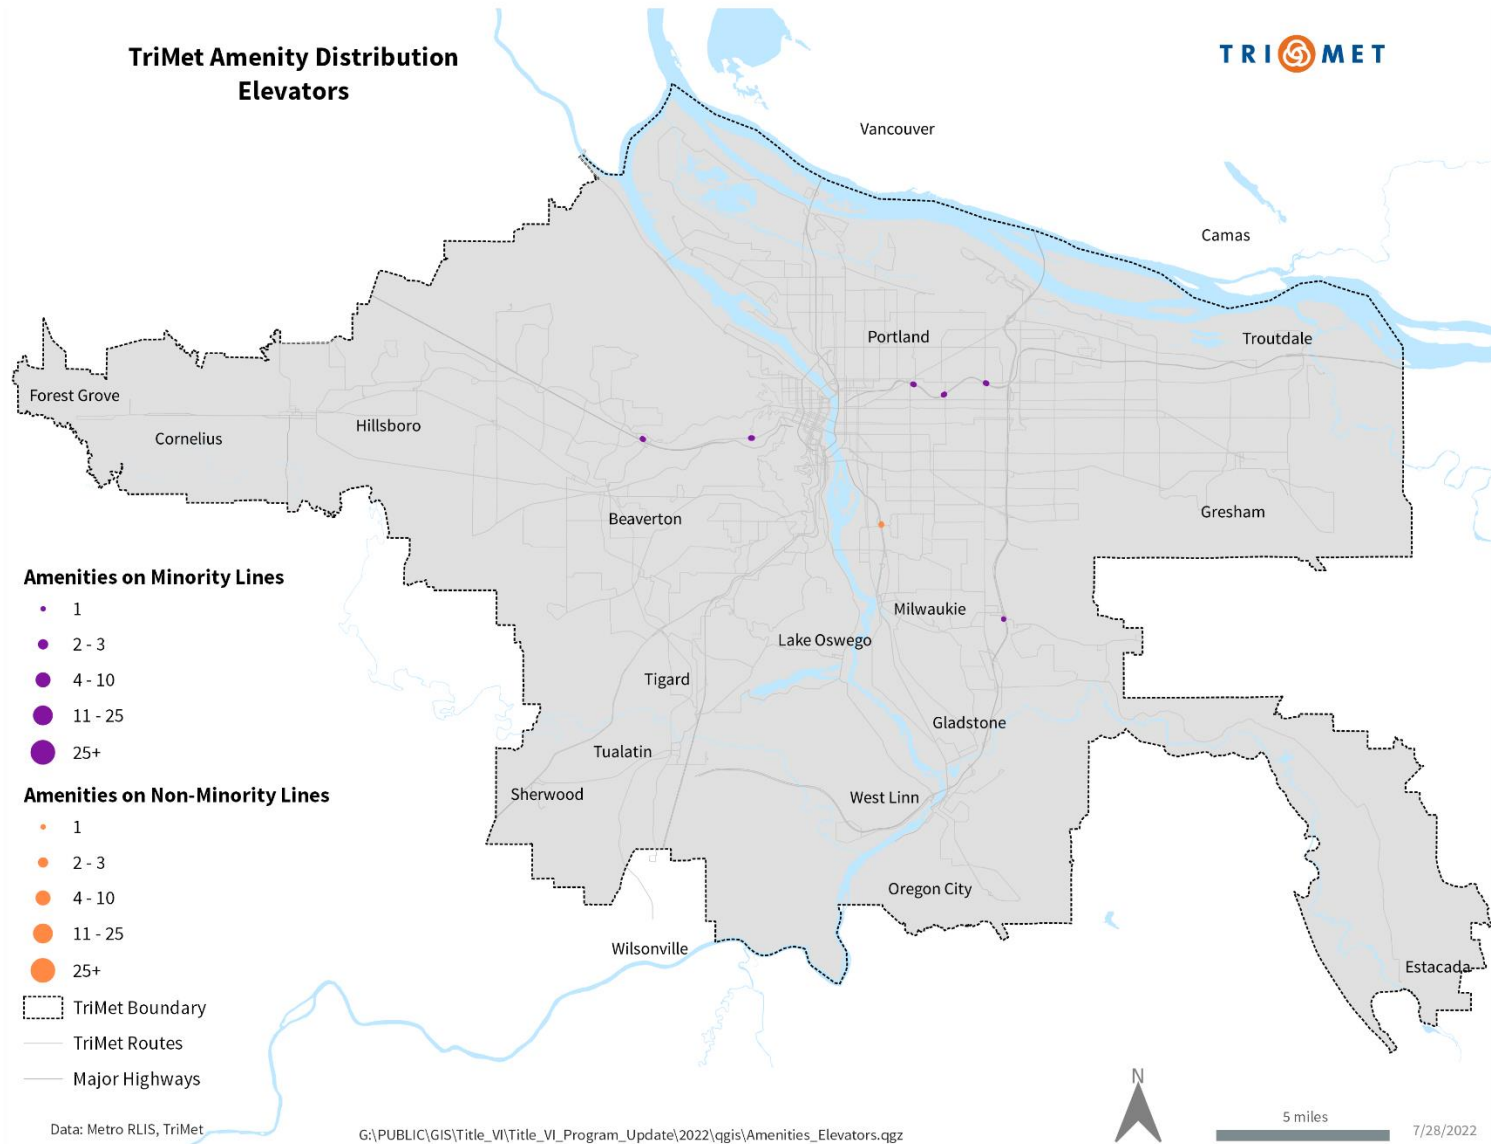 TriMet Amenity Distribution
Elevators
TRI MET
Vancouver
Camas
Portland
Troutdale
Forest Grove
Hillsboro
Cornelius
Beaverton
Gresham
Amenities on Minority Lines
1
2 - 3
4 - 10
11 - 25
25+
Milwaukie
Lake Oswego
Tigard
Gladstone
Tualatin
Sherwood
West Linn
Oregon City
Wilsonville
Estacada
Amenities on Non-Minority Lines
1
2 - 3
4 - 10
11 - 25
25+
TriMet Boundary
TriMet Routes
Major Highways
N
5 miles
Data: Metro RLIS, TriMet
G:\PUBLIC\GIS\Title_VI\Title_VI_Program_Update\2022\qgis\Amenities_Elevators.qgz
7/28/2022